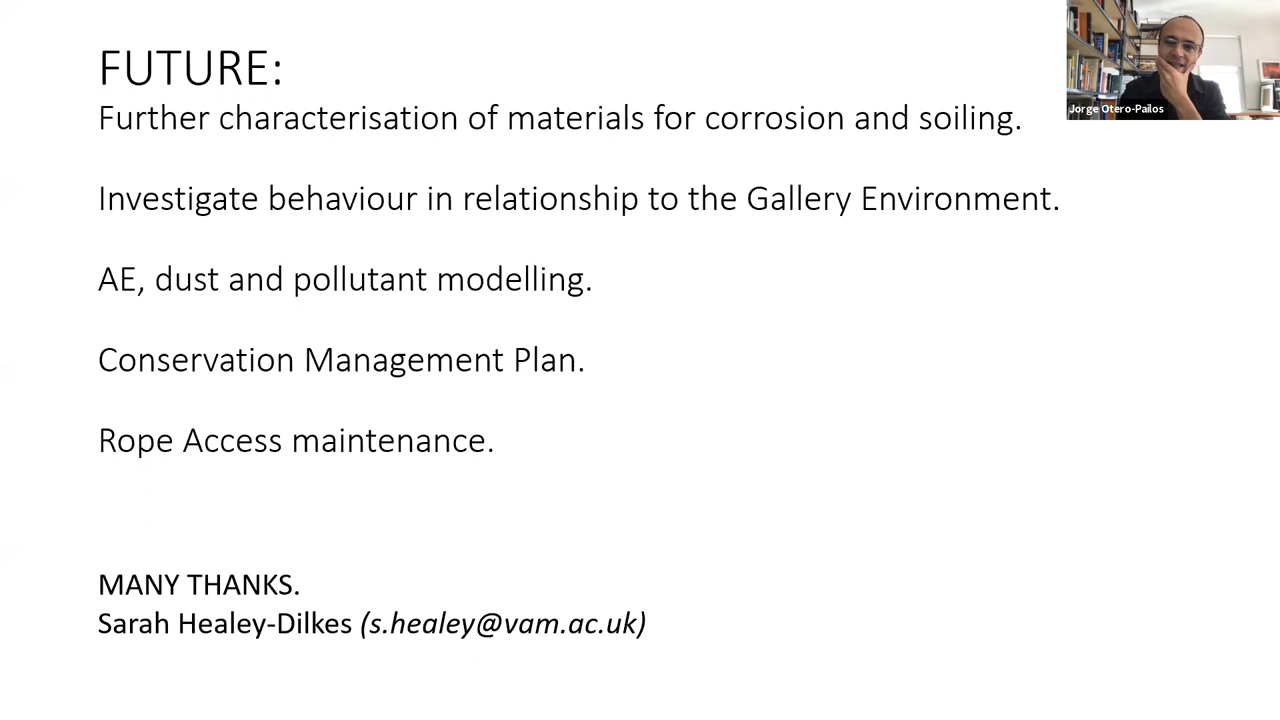 FUTURE:
Further characterisation of materials for corrosion and soiling.
Investigate behaviour in relationship to the Gallery Environment.
AE, dust and pollutant modelling.
Conservation Management Plan.
Rope Access maintenance.
MANY THANKS.
Sarah Healey-Dilkes (s.healey@vam.ac.uk)
Jorge Otero-Pailos